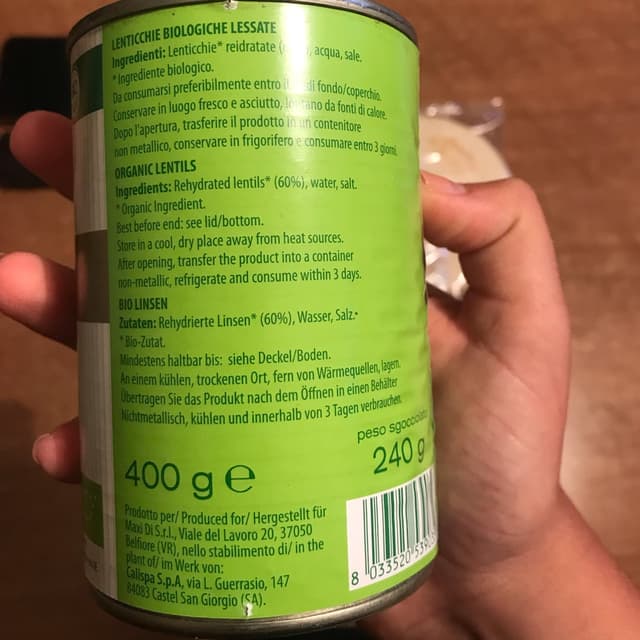 LENTICCHIE BIOLOGICHE LESSATE
Ingredienti: Lenticchie* reidratate ( , acqua, sale.
* Ingrediente biologico.
Da consumarsi preferibilmente entro di fondo/coperchio.
Conservare in luogo fresco e asciutto, lontano da fonti di calore.
Dopo l'apertura, trasferire il prodotto in un contenitore
non metallico, conservare in frigorifero e consumare entro 3 giorni.
ORGANIC LENTILS
Ingredients: Rehydrated lentils* (60%), water, salt.
* Organic Ingredient.
Best before end: see lid/bottom.
Store in a cool, dry place away from heat sources.
After opening, transfer the product into a container
non-metallic, refrigerate and consume within 3 days.
BIO LINSEN
Zutaten: Rehydrierte Linsen* (60%), Wasser, Salz.
* Bio-Zutat.
Mindestens haltbar bis: siehe Deckel/Boden.
An einem kühlen, trockenen Ort, fern von Wärmequellen, lagern.
Übertragen Sie das Produkt nach dem Öffnen in einen Behälter
Nichtmetallisch, kühlen und innerhalb von 3 Tagen verbrauchen.
peso sgocciolato
400 g e
240 g
Prodotto per/ Produced for/ Hergestellt für
Maxi Di S.r.l., Viale del Lavoro 20, 37050
Belfiore (VR), nello stabilimento di/ in the
plant of/ im Werk von:
Calispa S.p.A, via L. Guerrasio, 147
84083 Castel San Giorgio (SA).
8 033520